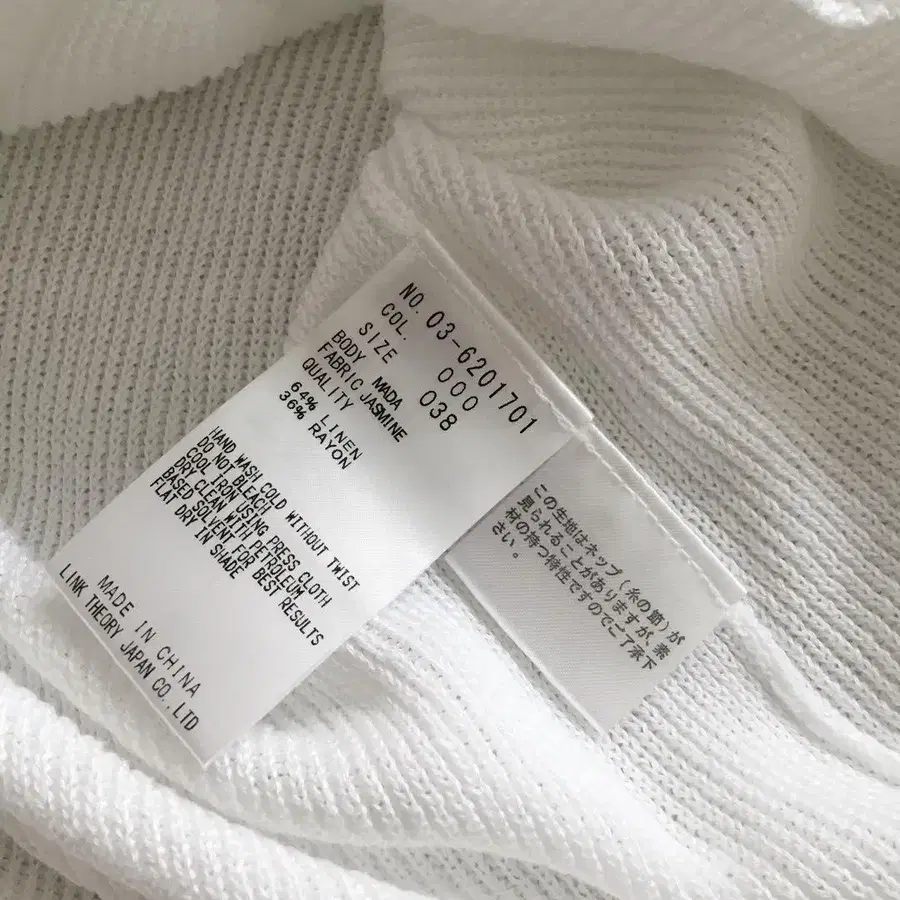 NO. 03-6201701
COL. 000
SIZE 038
BODY MADA
FABRIC JASMINE
QUALITY
64% LINEN
36% RAYON
HAND WASH COLD WITHOUT TWIST
DO NOT BLEACH
COOL IRON USING PRESS CLOTH
DRY CLEAN WITH PETROLEUM
BASED SOLVENT FOR BEST RESULTS
FLAT DRY IN SHADE
MADE IN CHINA
LINK THEORY JAPAN CO.,LTD
この生地はネップ(糸の節)が
見られることがありますが、素
材の持つ特性ですのでご了承下
さい。